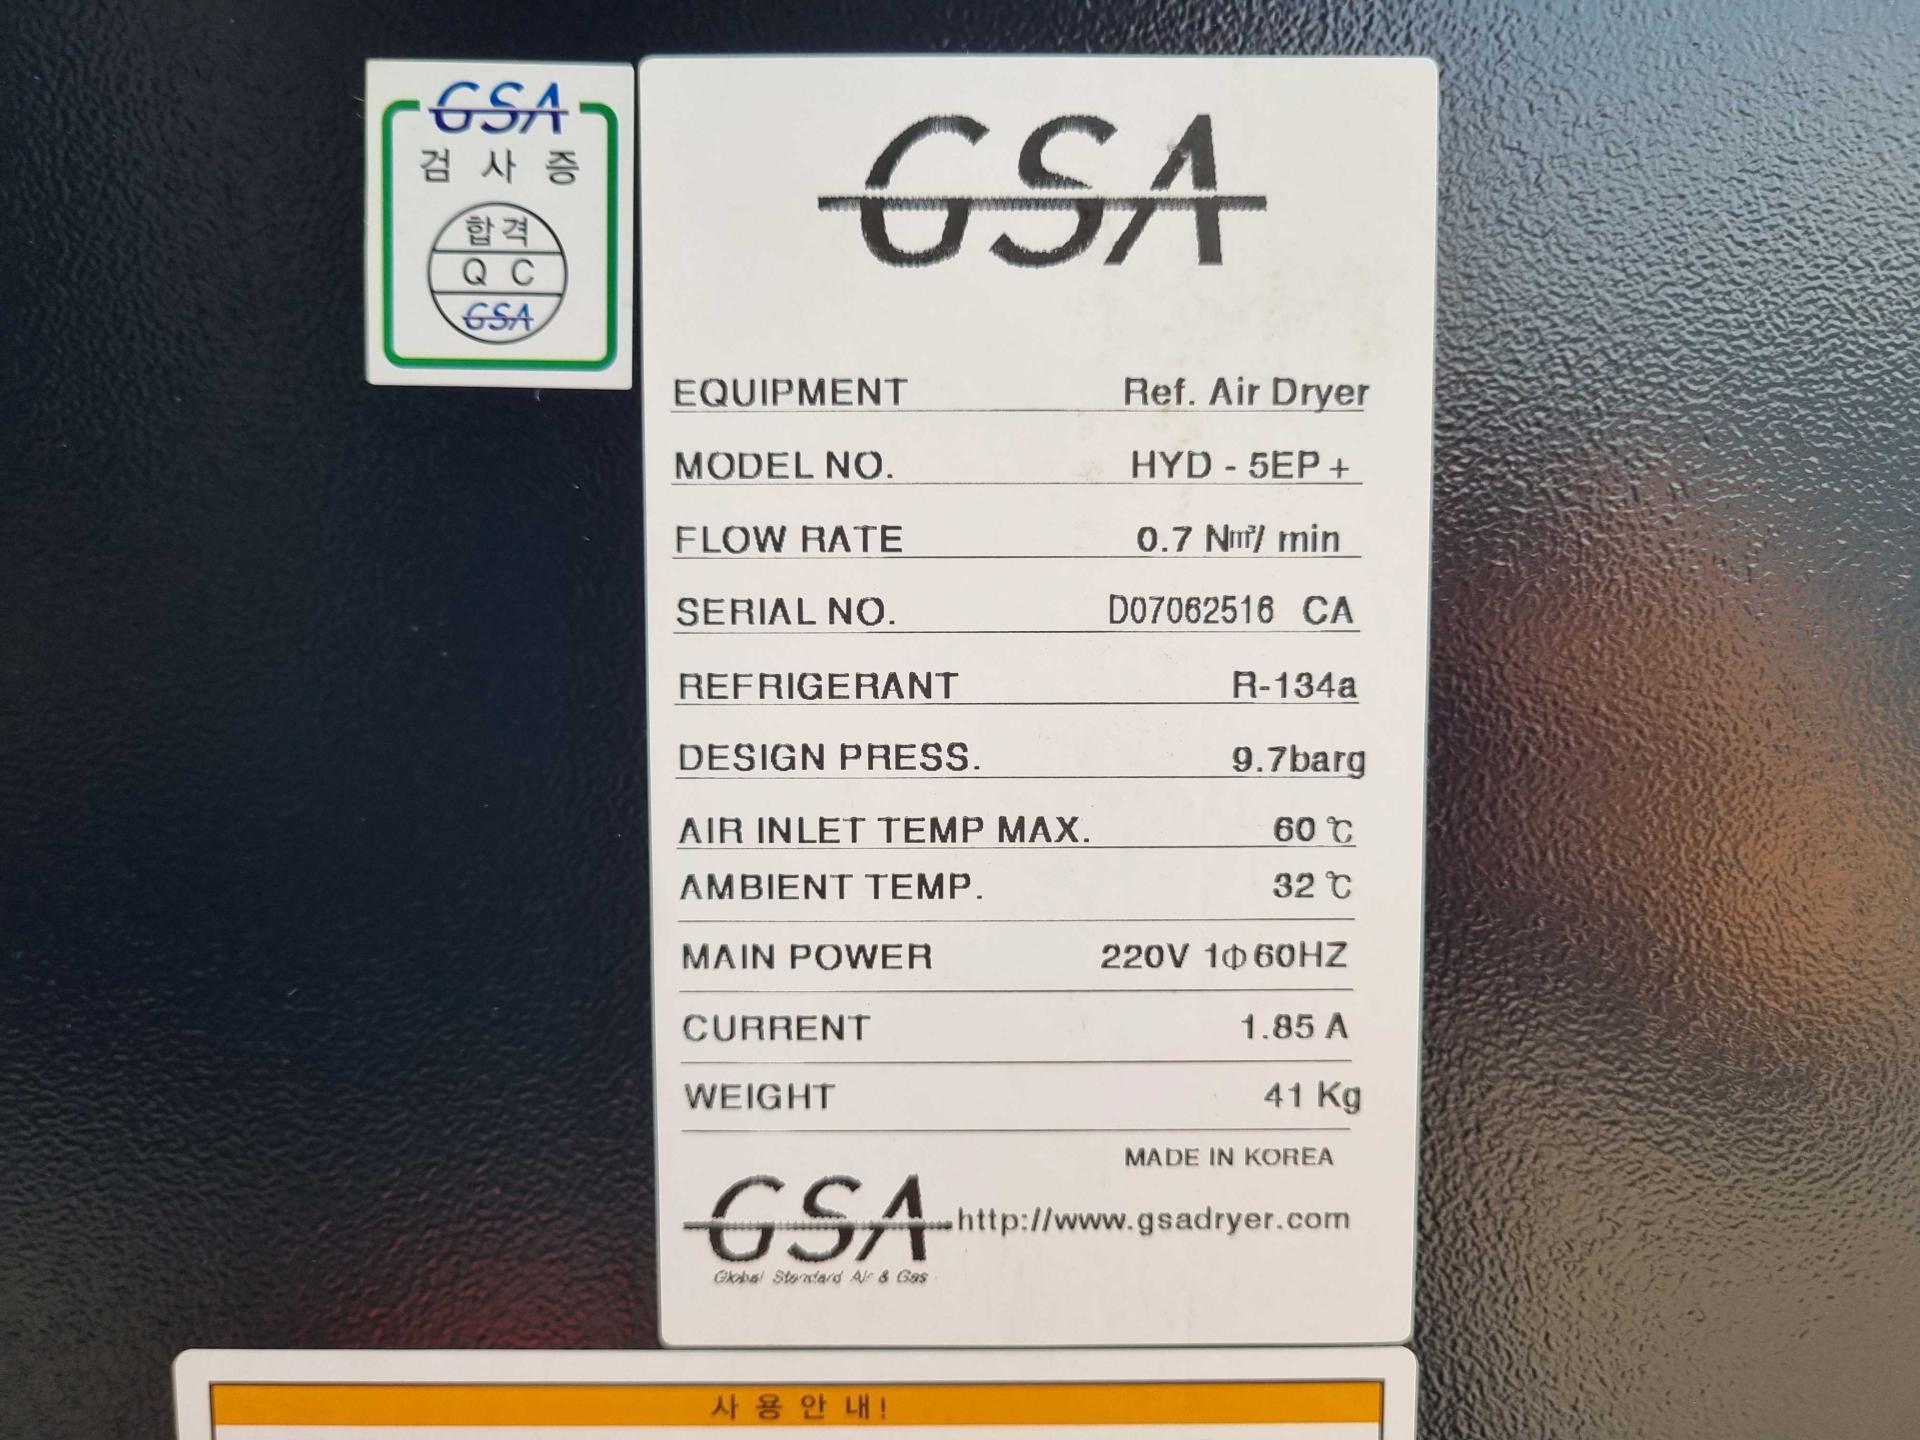 GSA
검 사 증
합격
Q C
GSA
GSA
EQUIPMENT Ref. Air Dryer
MODEL NO. HYD - 5EP +
FLOW RATE 0.7 N㎥/ min
SERIAL NO. D07062516 CA
REFRIGERANT R-134a
DESIGN PRESS. 9.7barg
AIR INLET TEMP MAX. 60 ℃
AMBIENT TEMP. 32 ℃
MAIN POWER 220V 1Φ60HZ
CURRENT 1.85 A
WEIGHT 41 Kg
MADE IN KOREA
GSA http://www.gsadryer.com
Global Standard Air & Gas
사 용 안 내 !